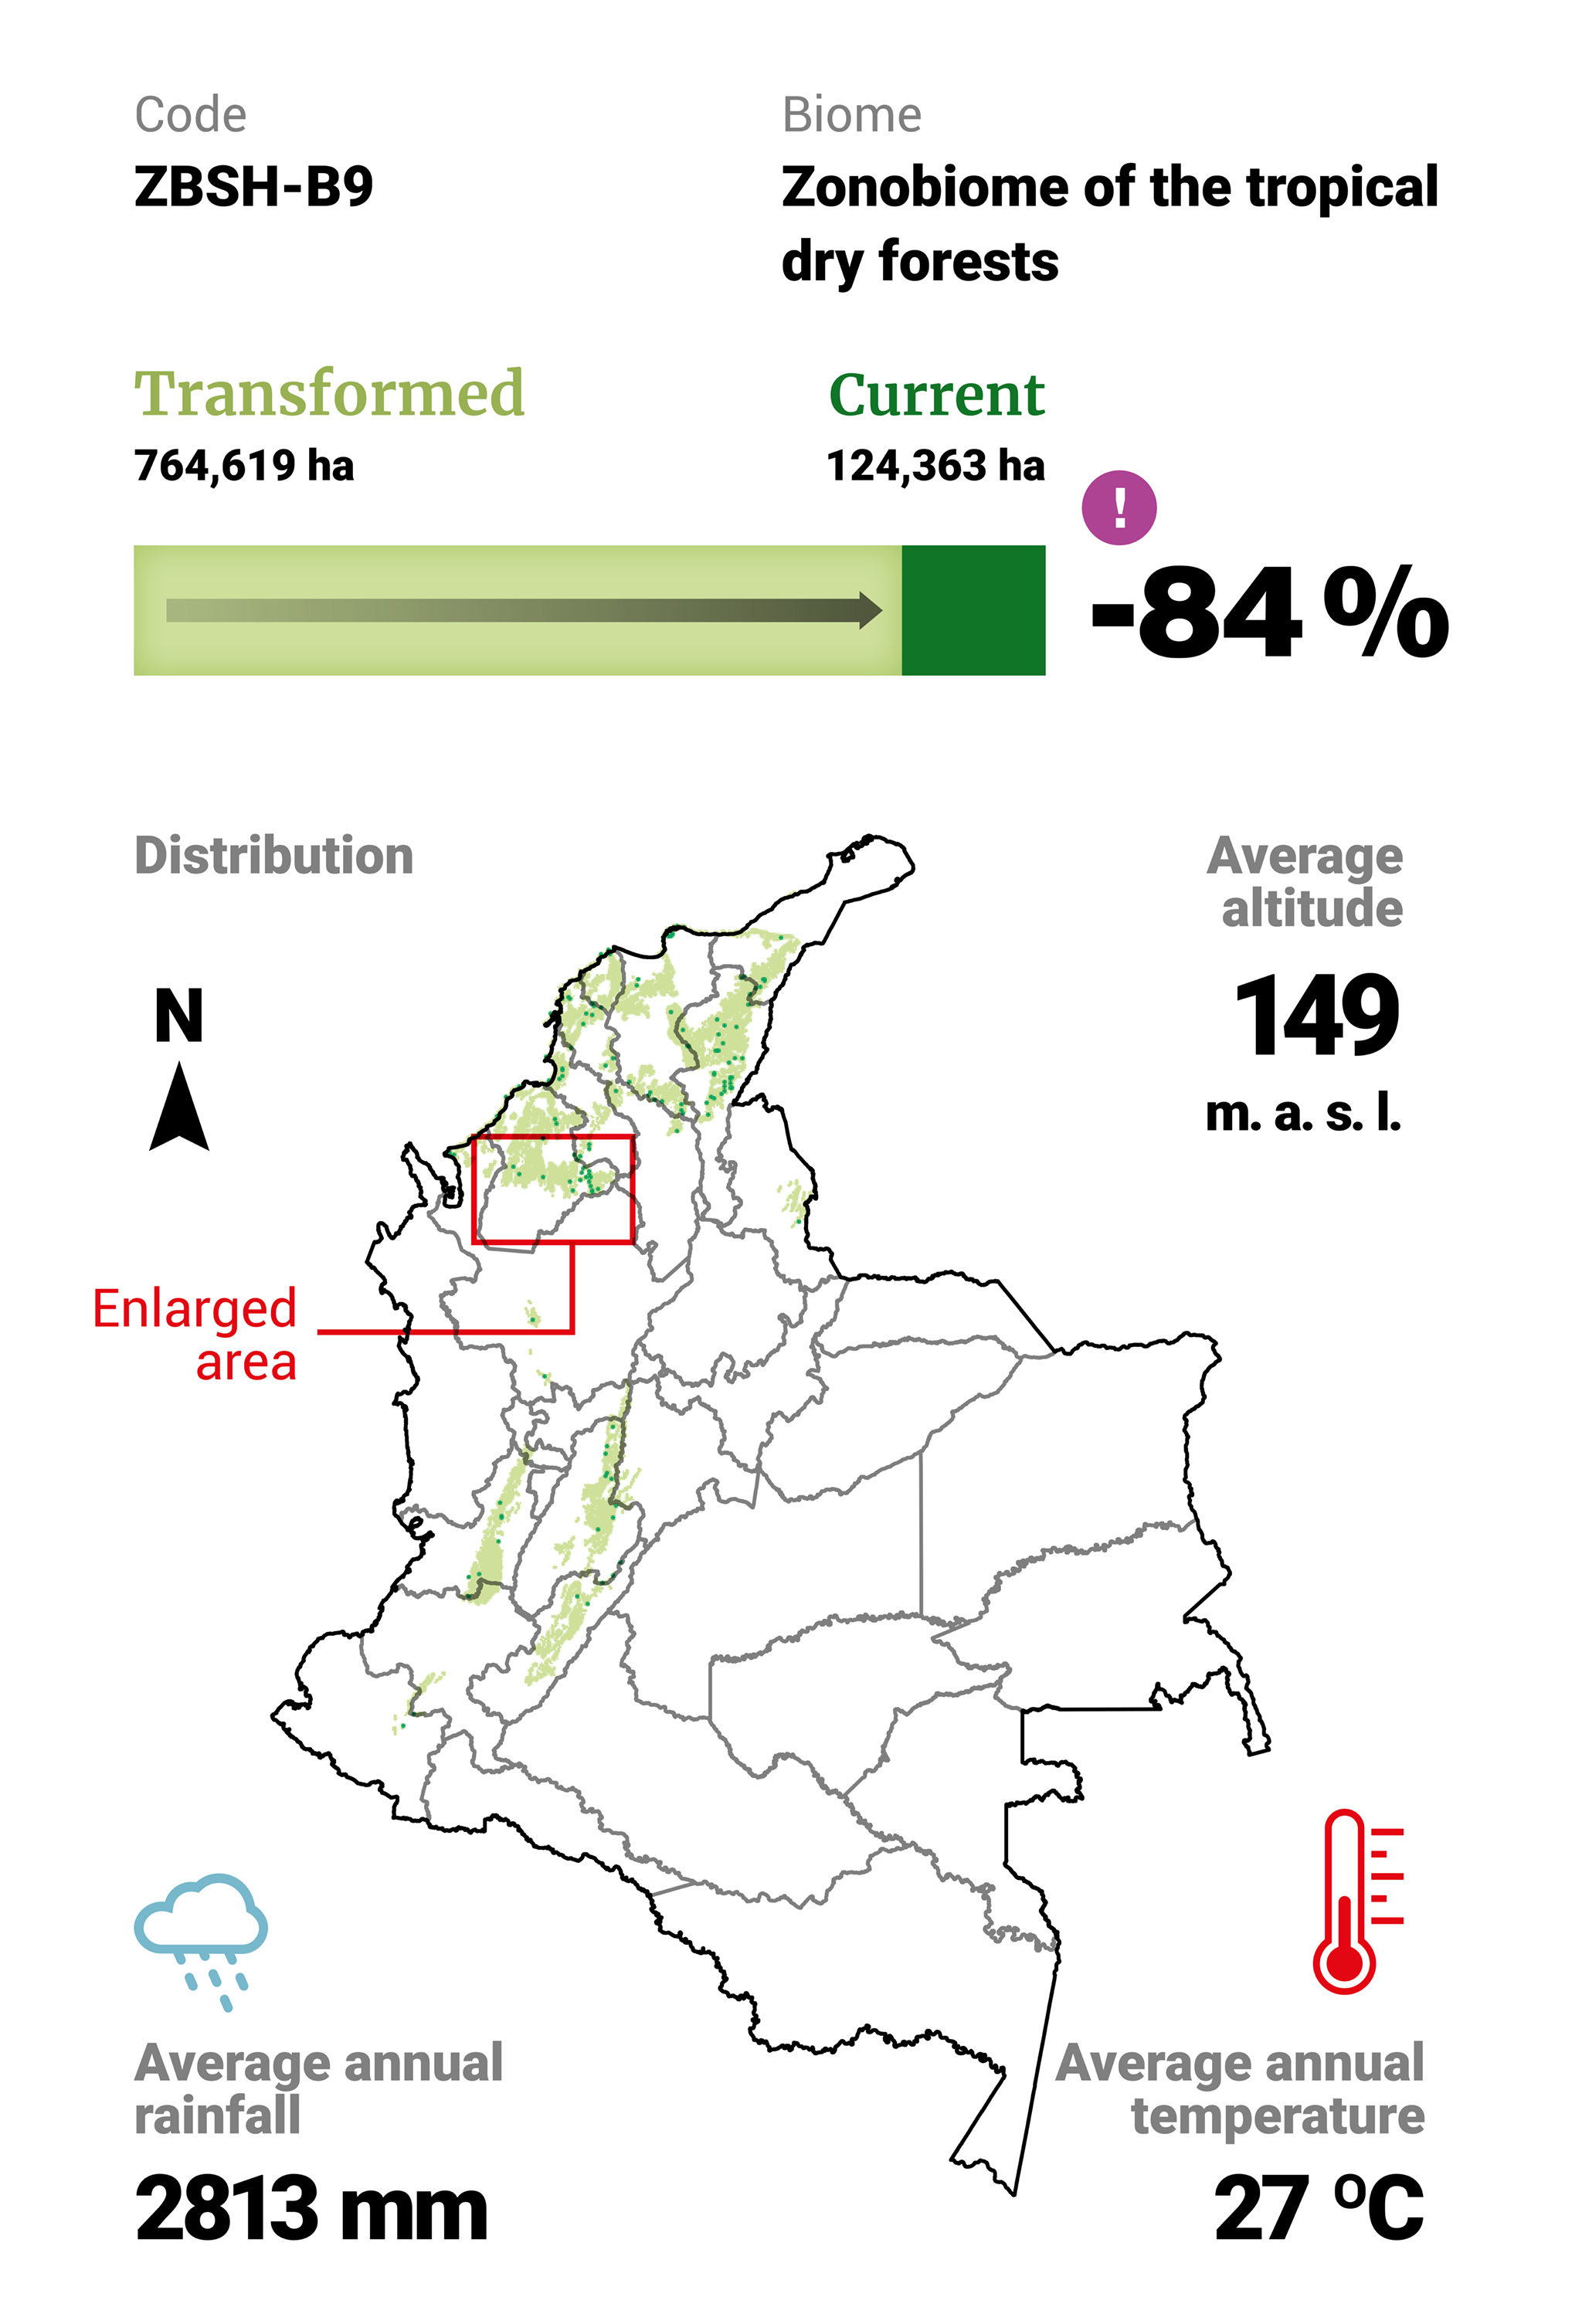 Code
ZBSH-B9
Biome
Zonobiome of the tropical
dry forests
Transformed
764,619 ha
Current
124,363 ha
!
-84 %
Distribution
N
Average
altitude
149
m. a. s. l.
Enlarged
area
Average annual
rainfall
2813 mm
Average annual
temperature
27 ºC